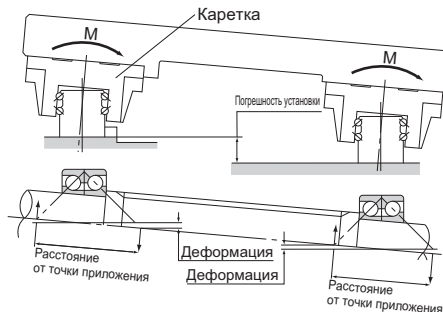 Каретка
M
M
Погрешность установки
Деформация
Деформация
Расстояние
от точки приложения
Расстояние
от точки приложения